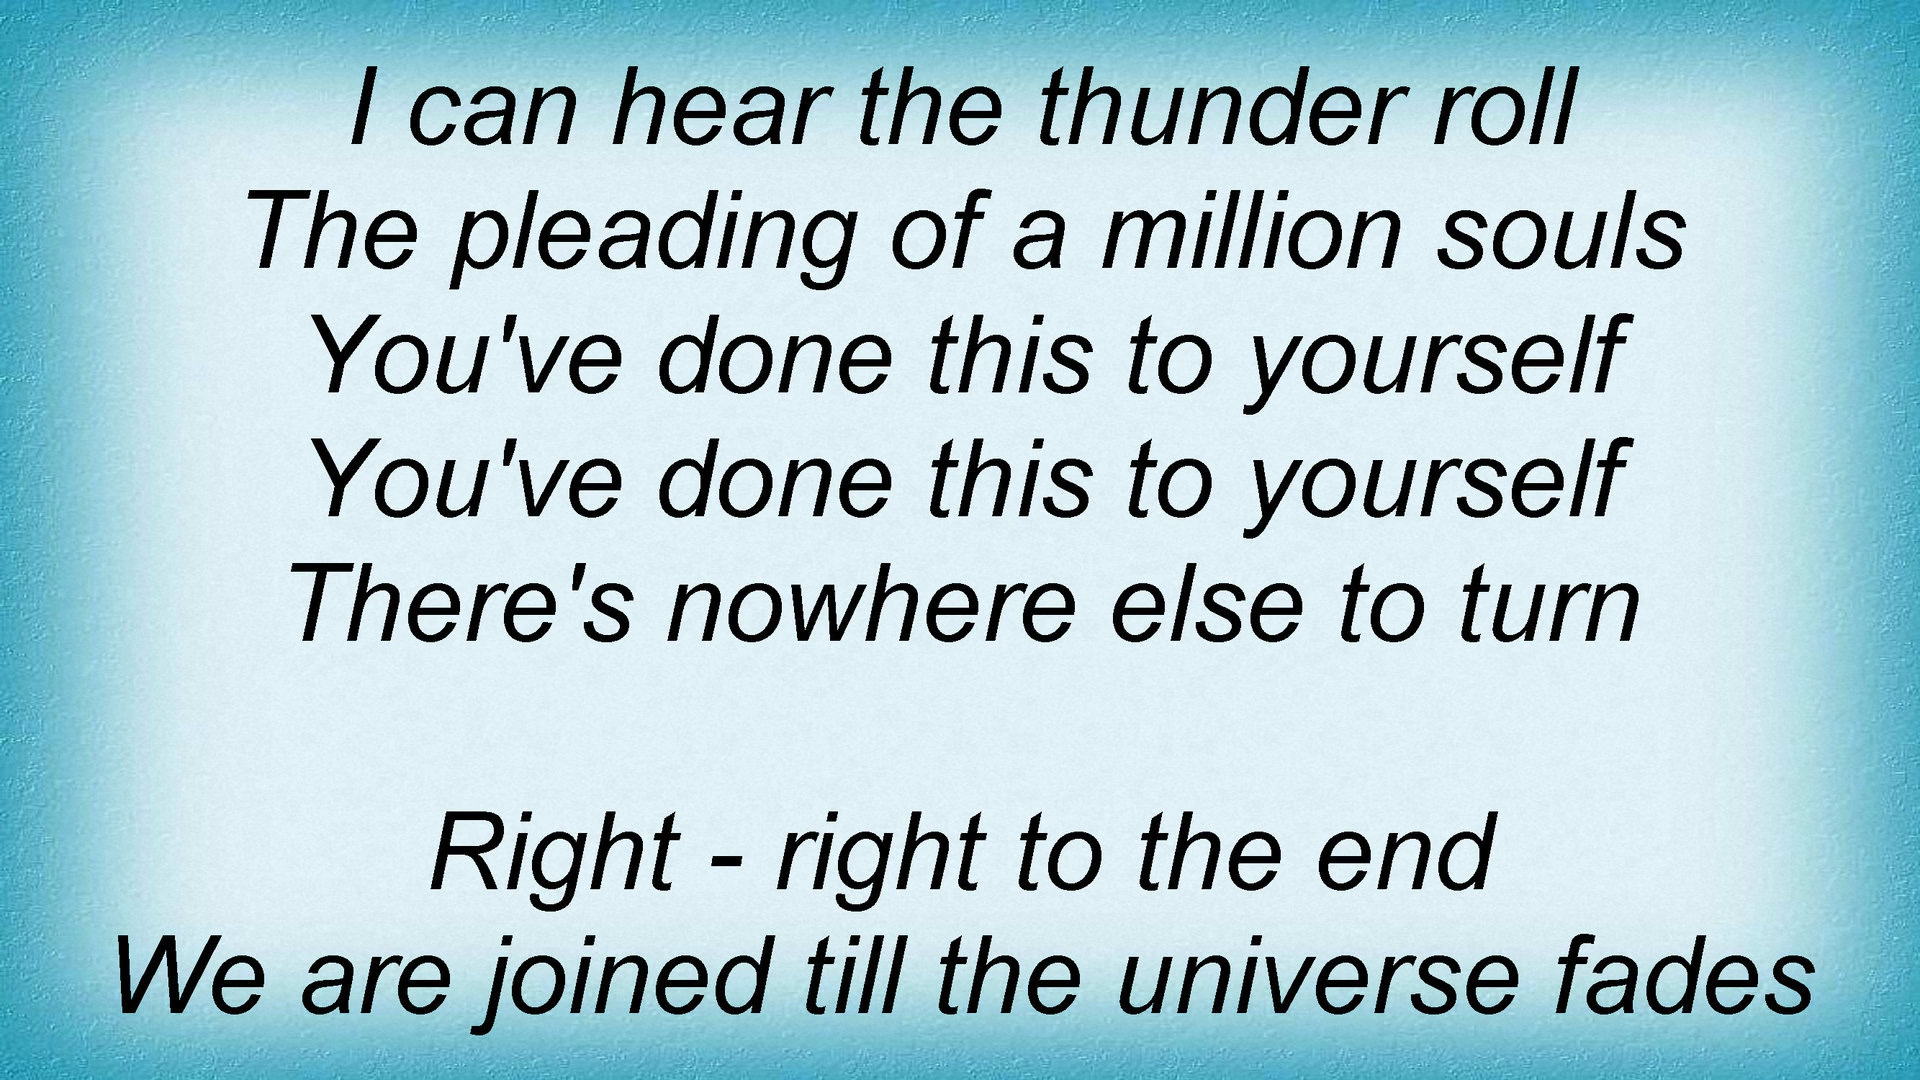 I can hear the thunder roll
The pleading of a million souls
You've done this to yourself
You've done this to yourself
There's nowhere else to turn
Right - right to the end
We are joined till the universe fades